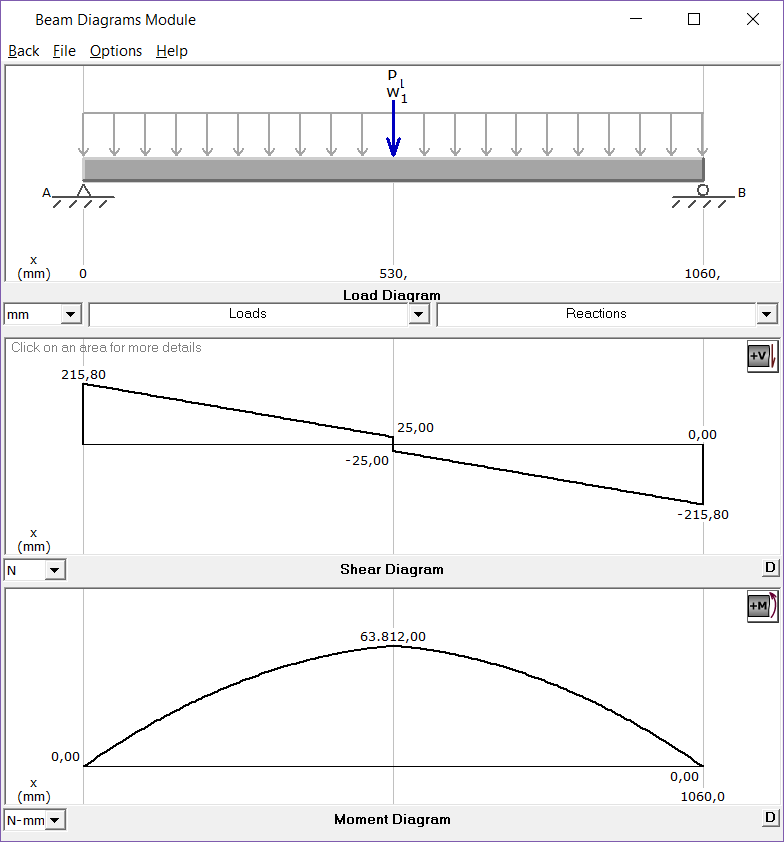 Beam Diagrams Module
Back File Options Help
P
1
w
1
A
B
x
(mm) 0 530, 1060,
Load Diagram
mm Loads Reactions
Click on an area for more details
+V
215,80
25,00
0,00
-25,00
-215,80
x
(mm)
N Shear Diagram D
+M
63.812,00
0,00
0,00
x
(mm) 1060,0
N-mm Moment Diagram D